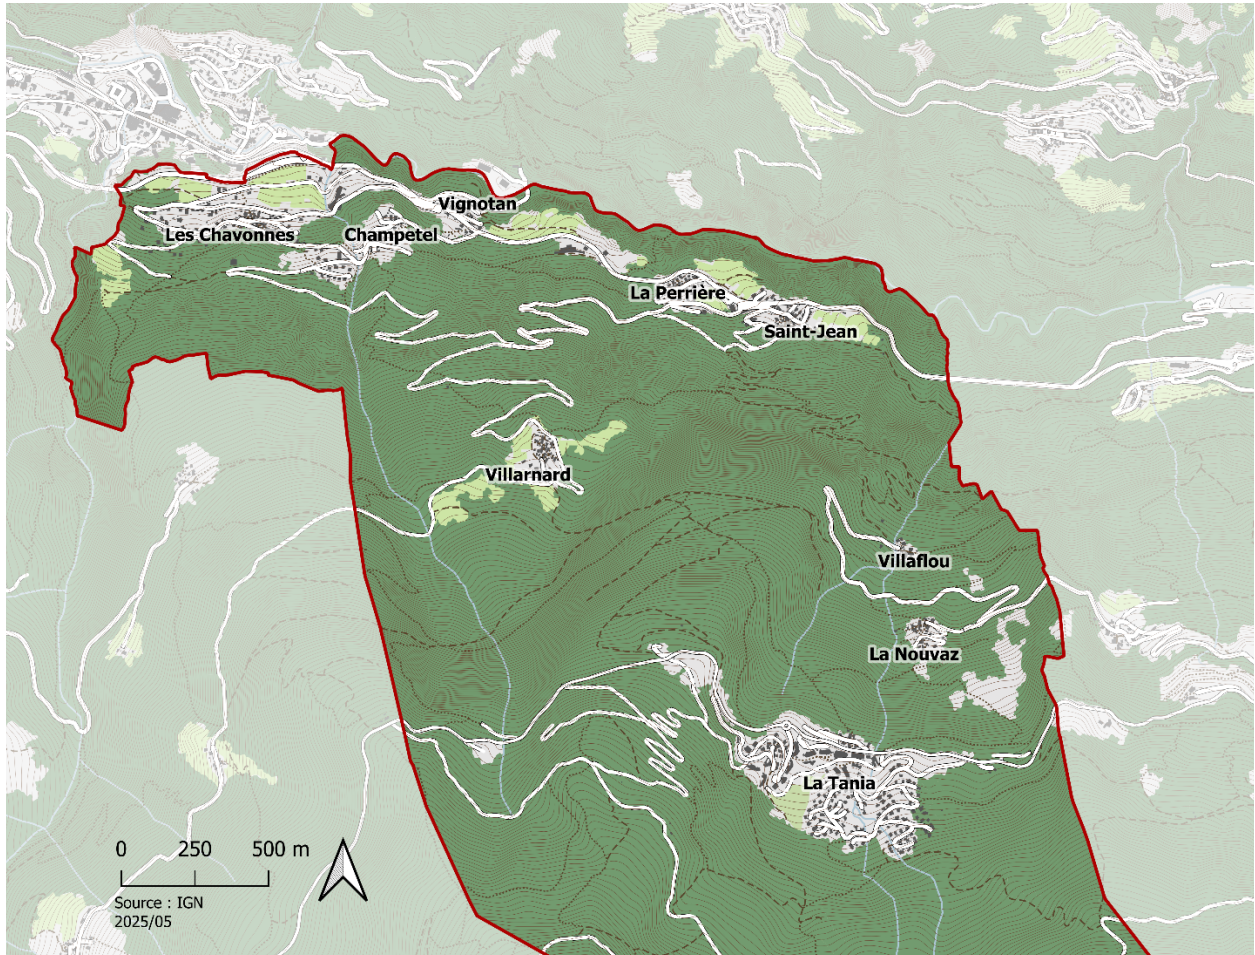 Vignotan
Les Chavonnes
Champetel
La Perrière
Saint-Jean
Villarnard
Villaflou
La Nouvaz
La Tania
0 250 500 m
Source : IGN
2025/05